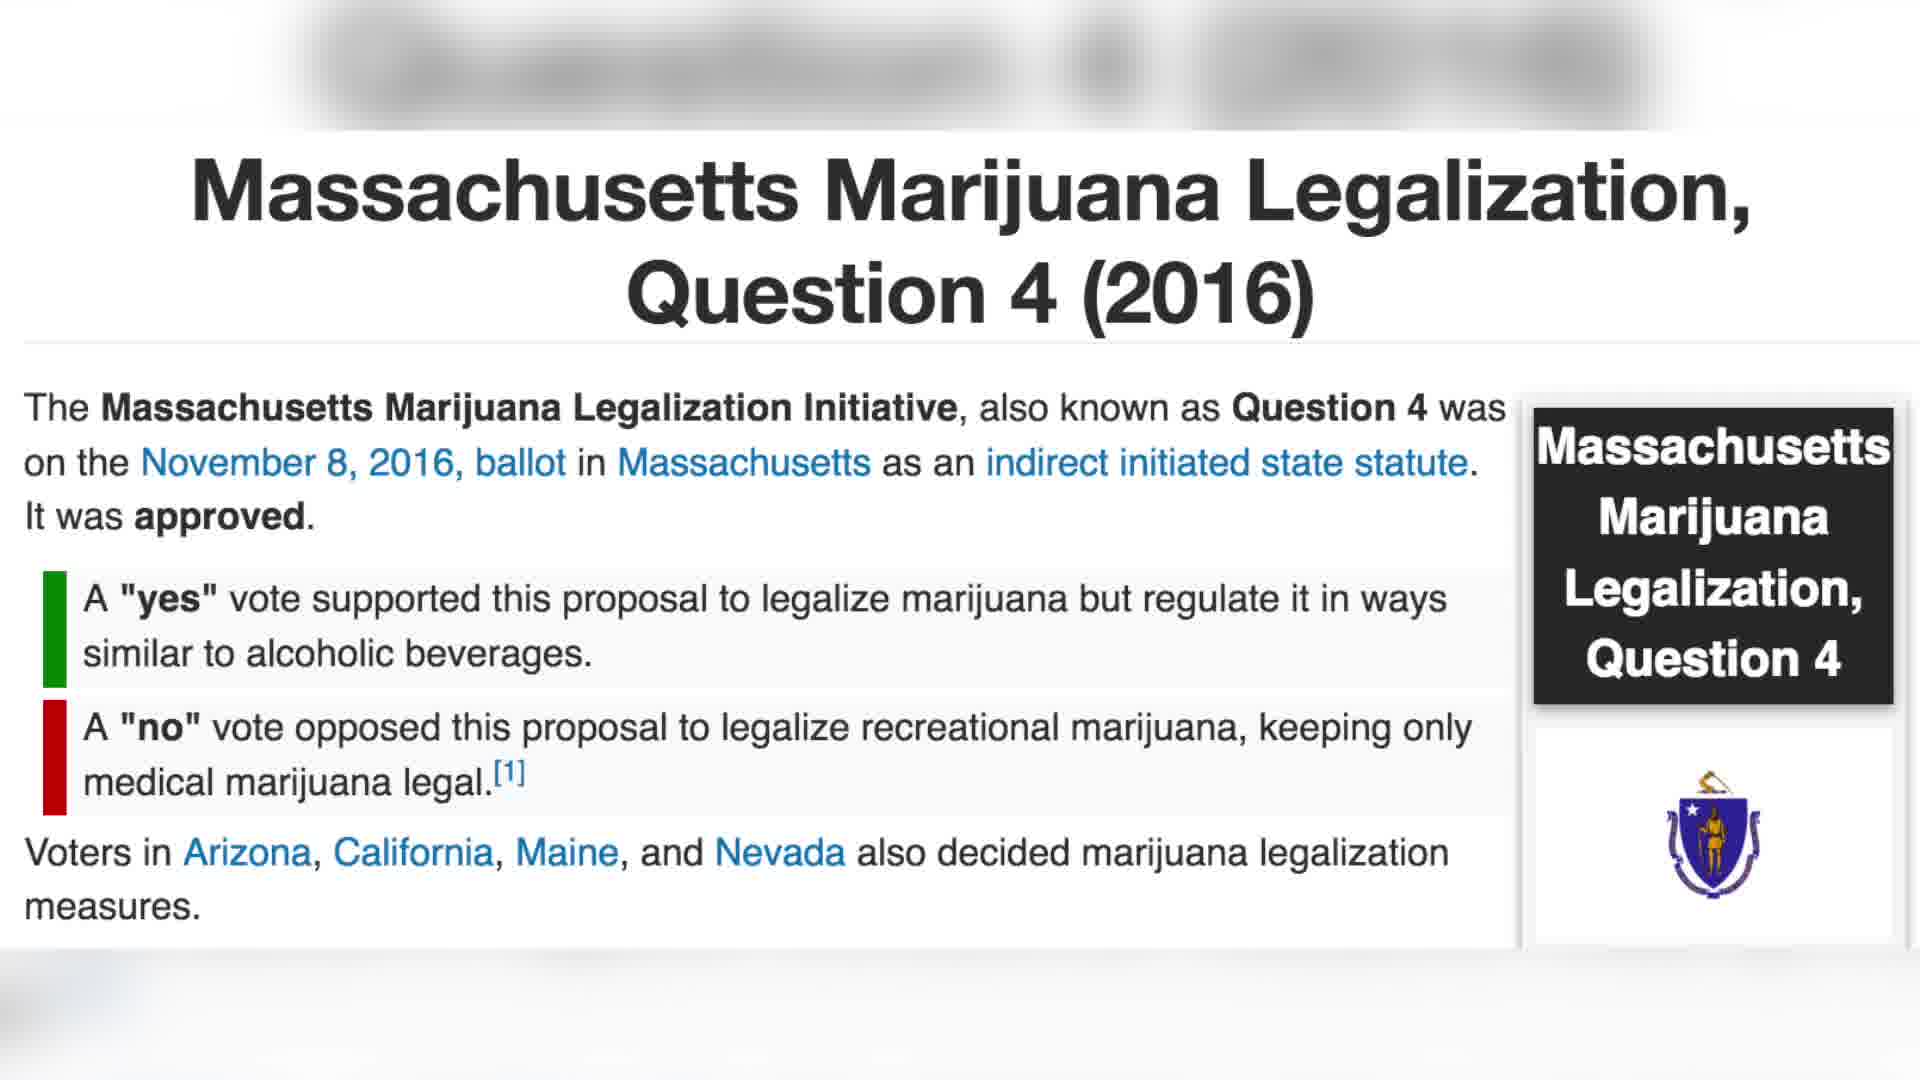 Massachusetts Marijuana Legalization,
Question 4 (2016)
The Massachusetts Marijuana Legalization Initiative, also known as Question 4 was
on the November 8, 2016, ballot in Massachusetts as an indirect initiated state statute.
It was approved.
A "yes" vote supported this proposal to legalize marijuana but regulate it in ways
similar to alcoholic beverages.
A "no" vote opposed this proposal to legalize recreational marijuana, keeping only
medical marijuana legal.[1]
Voters in Arizona, California, Maine, and Nevada also decided marijuana legalization
measures.
Massachusetts
Marijuana
Legalization,
Question 4